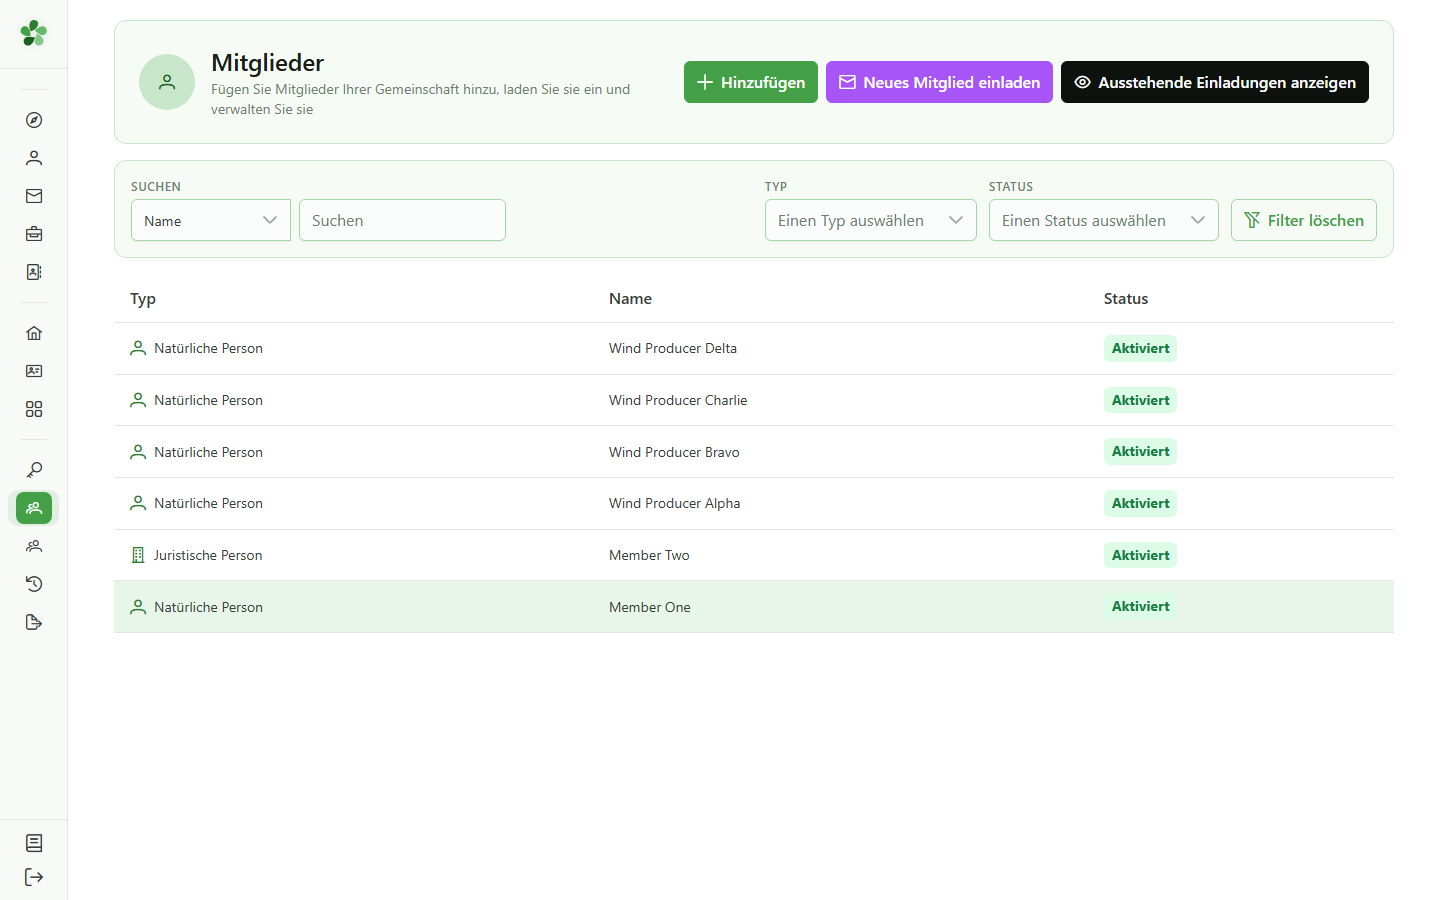 Mitglieder
Fügen Sie Mitglieder Ihrer Gemeinschaft hinzu, laden Sie sie ein und
verwalten Sie sie
Hinzufügen
Neues Mitglied einladen
Ausstehende Einladungen anzeigen
SUCHEN
TYP
STATUS
Name
Suchen
Einen Typ auswählen
Einen Status auswählen
Filter löschen
Typ Name Status
Natürliche Person Wind Producer Delta Aktiviert
Natürliche Person Wind Producer Charlie Aktiviert
Natürliche Person Wind Producer Bravo Aktiviert
Natürliche Person Wind Producer Alpha Aktiviert
Juristische Person Member Two Aktiviert
Natürliche Person Member One Aktiviert